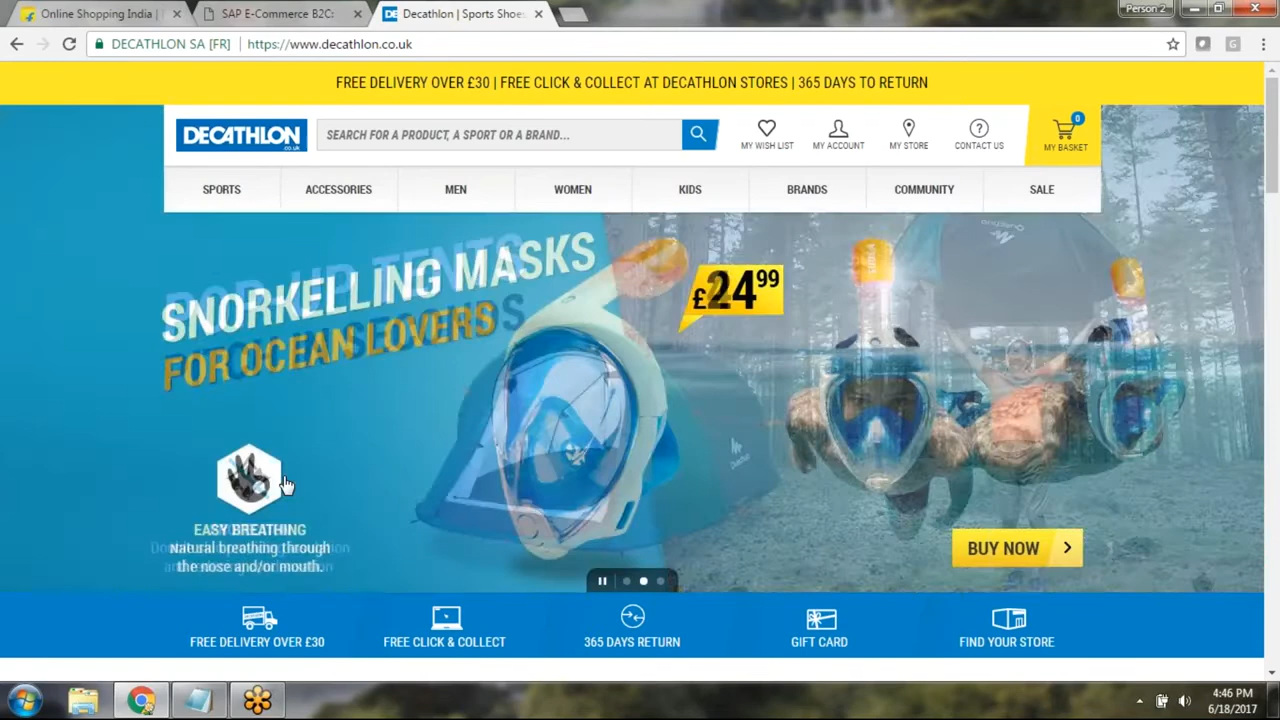 Online Shopping India |
SAP E-Commerce B2C:
Decathlon | Sports Shoes
Person 2
DECATHLON SA [FR]
https://www.decathlon.co.uk
FREE DELIVERY OVER £30 | FREE CLICK & COLLECT AT DECATHLON STORES | 365 DAYS TO RETURN
DECATHLON
.co.uk
SEARCH FOR A PRODUCT, A SPORT OR A BRAND...
MY WISH LIST
MY ACCOUNT
MY STORE
CONTACT US
0
MY BASKET
SPORTS
ACCESSORIES
MEN
WOMEN
KIDS
BRANDS
COMMUNITY
SALE
POP-UP TENTS
SNORKELLING MASKS
FOR OCEAN LOVERS
£24.99
EASY BREATHING
Natural breathing through
the nose and/or mouth.
BUY NOW
FREE DELIVERY OVER £30
FREE CLICK & COLLECT
365 DAYS RETURN
GIFT CARD
FIND YOUR STORE
4:46 PM
6/18/2017